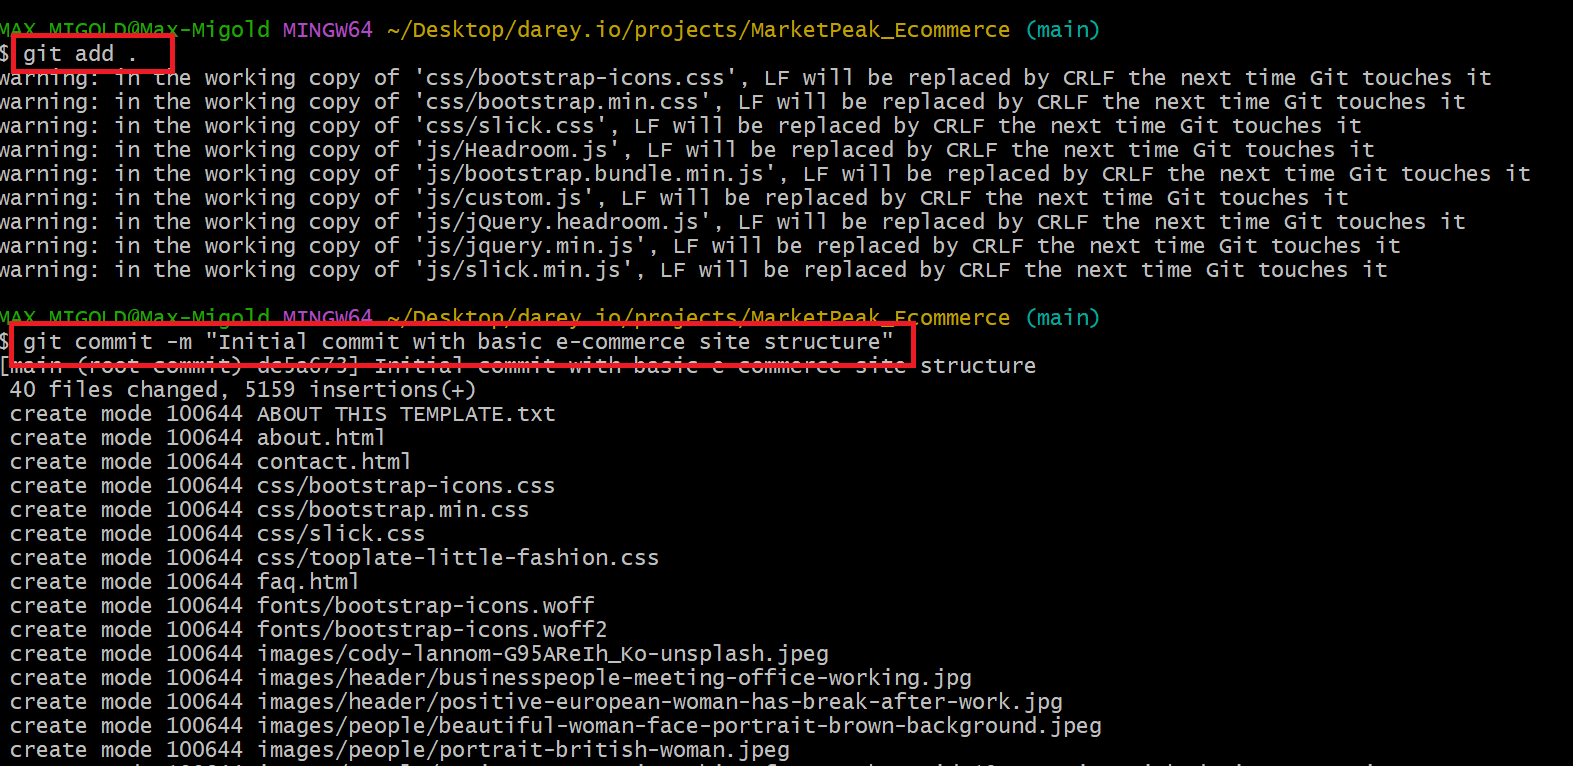 MAX MIGOLD@Max-Migold MINGW64 ~/Desktop/darey.io/projects/MarketPeak_Ecommerce (main)
$ git add .
warning: in the working copy of 'css/bootstrap-icons.css', LF will be replaced by CRLF the next time Git touches it
warning: in the working copy of 'css/bootstrap.min.css', LF will be replaced by CRLF the next time Git touches it
warning: in the working copy of 'css/slick.css', LF will be replaced by CRLF the next time Git touches it
warning: in the working copy of 'js/Headroom.js', LF will be replaced by CRLF the next time Git touches it
warning: in the working copy of 'js/bootstrap.bundle.min.js', LF will be replaced by CRLF the next time Git touches it
warning: in the working copy of 'js/custom.js', LF will be replaced by CRLF the next time Git touches it
warning: in the working copy of 'js/jQuery.headroom.js', LF will be replaced by CRLF the next time Git touches it
warning: in the working copy of 'js/jquery.min.js', LF will be replaced by CRLF the next time Git touches it
warning: in the working copy of 'js/slick.min.js', LF will be replaced by CRLF the next time Git touches it
MAX MIGOLD@Max-Migold MINGW64 ~/Desktop/darey.io/projects/MarketPeak_Ecommerce (main)
$ git commit -m "Initial commit with basic e-commerce site structure"
[main (root-commit) de5a673] Initial commit with basic e-commerce site structure
40 files changed, 5159 insertions(+)
create mode 100644 ABOUT THIS TEMPLATE.txt
create mode 100644 about.html
create mode 100644 contact.html
create mode 100644 css/bootstrap-icons.css
create mode 100644 css/bootstrap.min.css
create mode 100644 css/slick.css
create mode 100644 css/tooplate-little-fashion.css
create mode 100644 faq.html
create mode 100644 fonts/bootstrap-icons.woff
create mode 100644 fonts/bootstrap-icons.woff2
create mode 100644 images/cody-lannom-G95AReIh_Ko-unsplash.jpeg
create mode 100644 images/header/businesspeople-meeting-office-working.jpg
create mode 100644 images/header/positive-european-woman-has-break-after-work.jpg
create mode 100644 images/people/beautiful-woman-face-portrait-brown-background.jpeg
create mode 100644 images/people/portrait-british-woman.jpeg